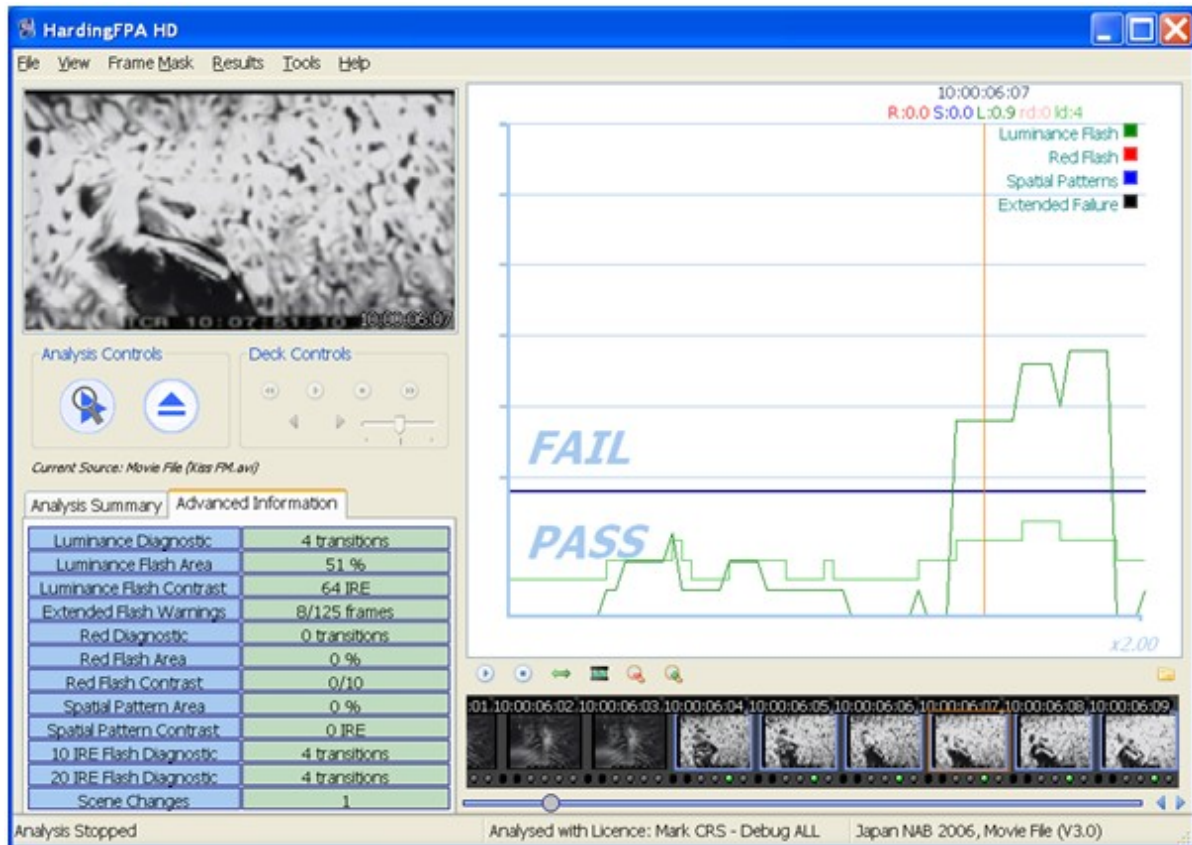 HardingFPA HD
File View Frame Mask Results Tools Help
TCR 10:07:51:10 10:00:06:07
Analysis Controls
Deck Controls
Current Source: Movie File (Kiss FM.avi)
Analysis Summary Advanced Information
Luminance Diagnostic 4 transitions
Luminance Flash Area 51 %
Luminance Flash Contrast 64 IRE
Extended Flash Warnings 8/125 frames
Red Diagnostic 0 transitions
Red Flash Area 0 %
Red Flash Contrast 0/10
Spatial Pattern Area 0 %
Spatial Pattern Contrast 0 IRE
10 IRE Flash Diagnostic 4 transitions
20 IRE Flash Diagnostic 4 transitions
Scene Changes 1
10:00:06:07
R:0.0 S:0.0 L:0.9 rd:0 ld:4
Luminance Flash
Red Flash
Spatial Patterns
Extended Failure
FAIL
PASS
x2.00
:01 10:00:06:02 10:00:06:03 10:00:06:04 10:00:06:05 10:00:06:06 10:00:06:07 10:00:06:08 10:00:06:09
Analysis Stopped
Analysed with Licence: Mark CRS - Debug ALL
Japan NAB 2006, Movie File (V3.0)